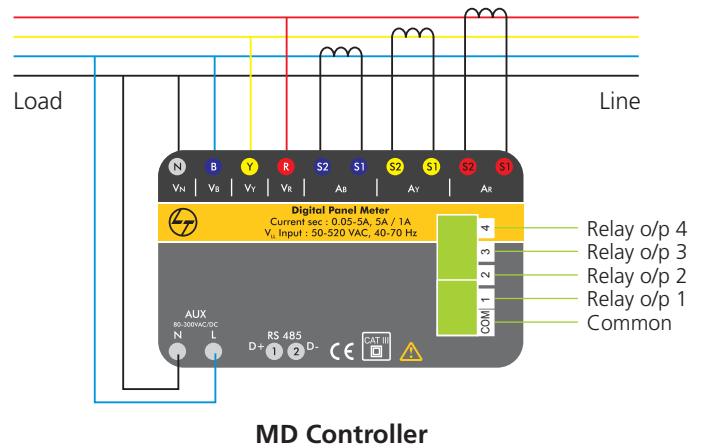 Load Line
N B Y R S2 S1 S2 S1 S2 S1
VN VB VY VR AB AY AR
Digital Panel Meter
Current sec : 0.05-5A, 5A / 1A
VLL Input : 50-520 VAC, 40-70 Hz
4 Relay o/p 4
3 Relay o/p 3
2 Relay o/p 2
1 Relay o/p 1
COM Common
AUX
80-300VAC/DC
N L
RS 485
D+ 1 2 D-
CE
CAT III
MD Controller